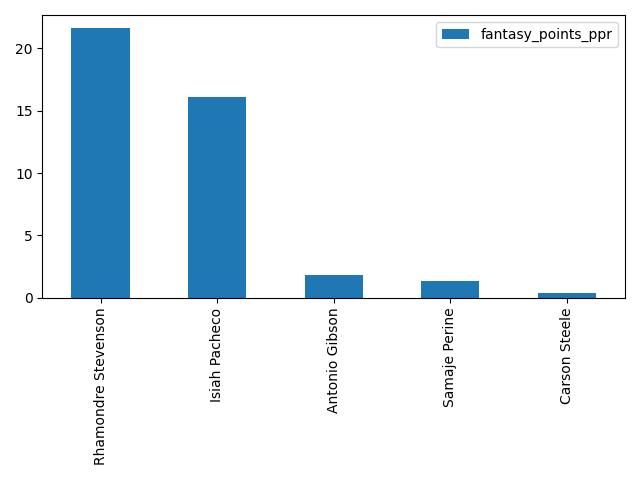 fantasy_points_ppr
20
15
10
5
0
Rhamondre Stevenson
Isiah Pacheco
Antonio Gibson
Samaje Perine
Carson Steele